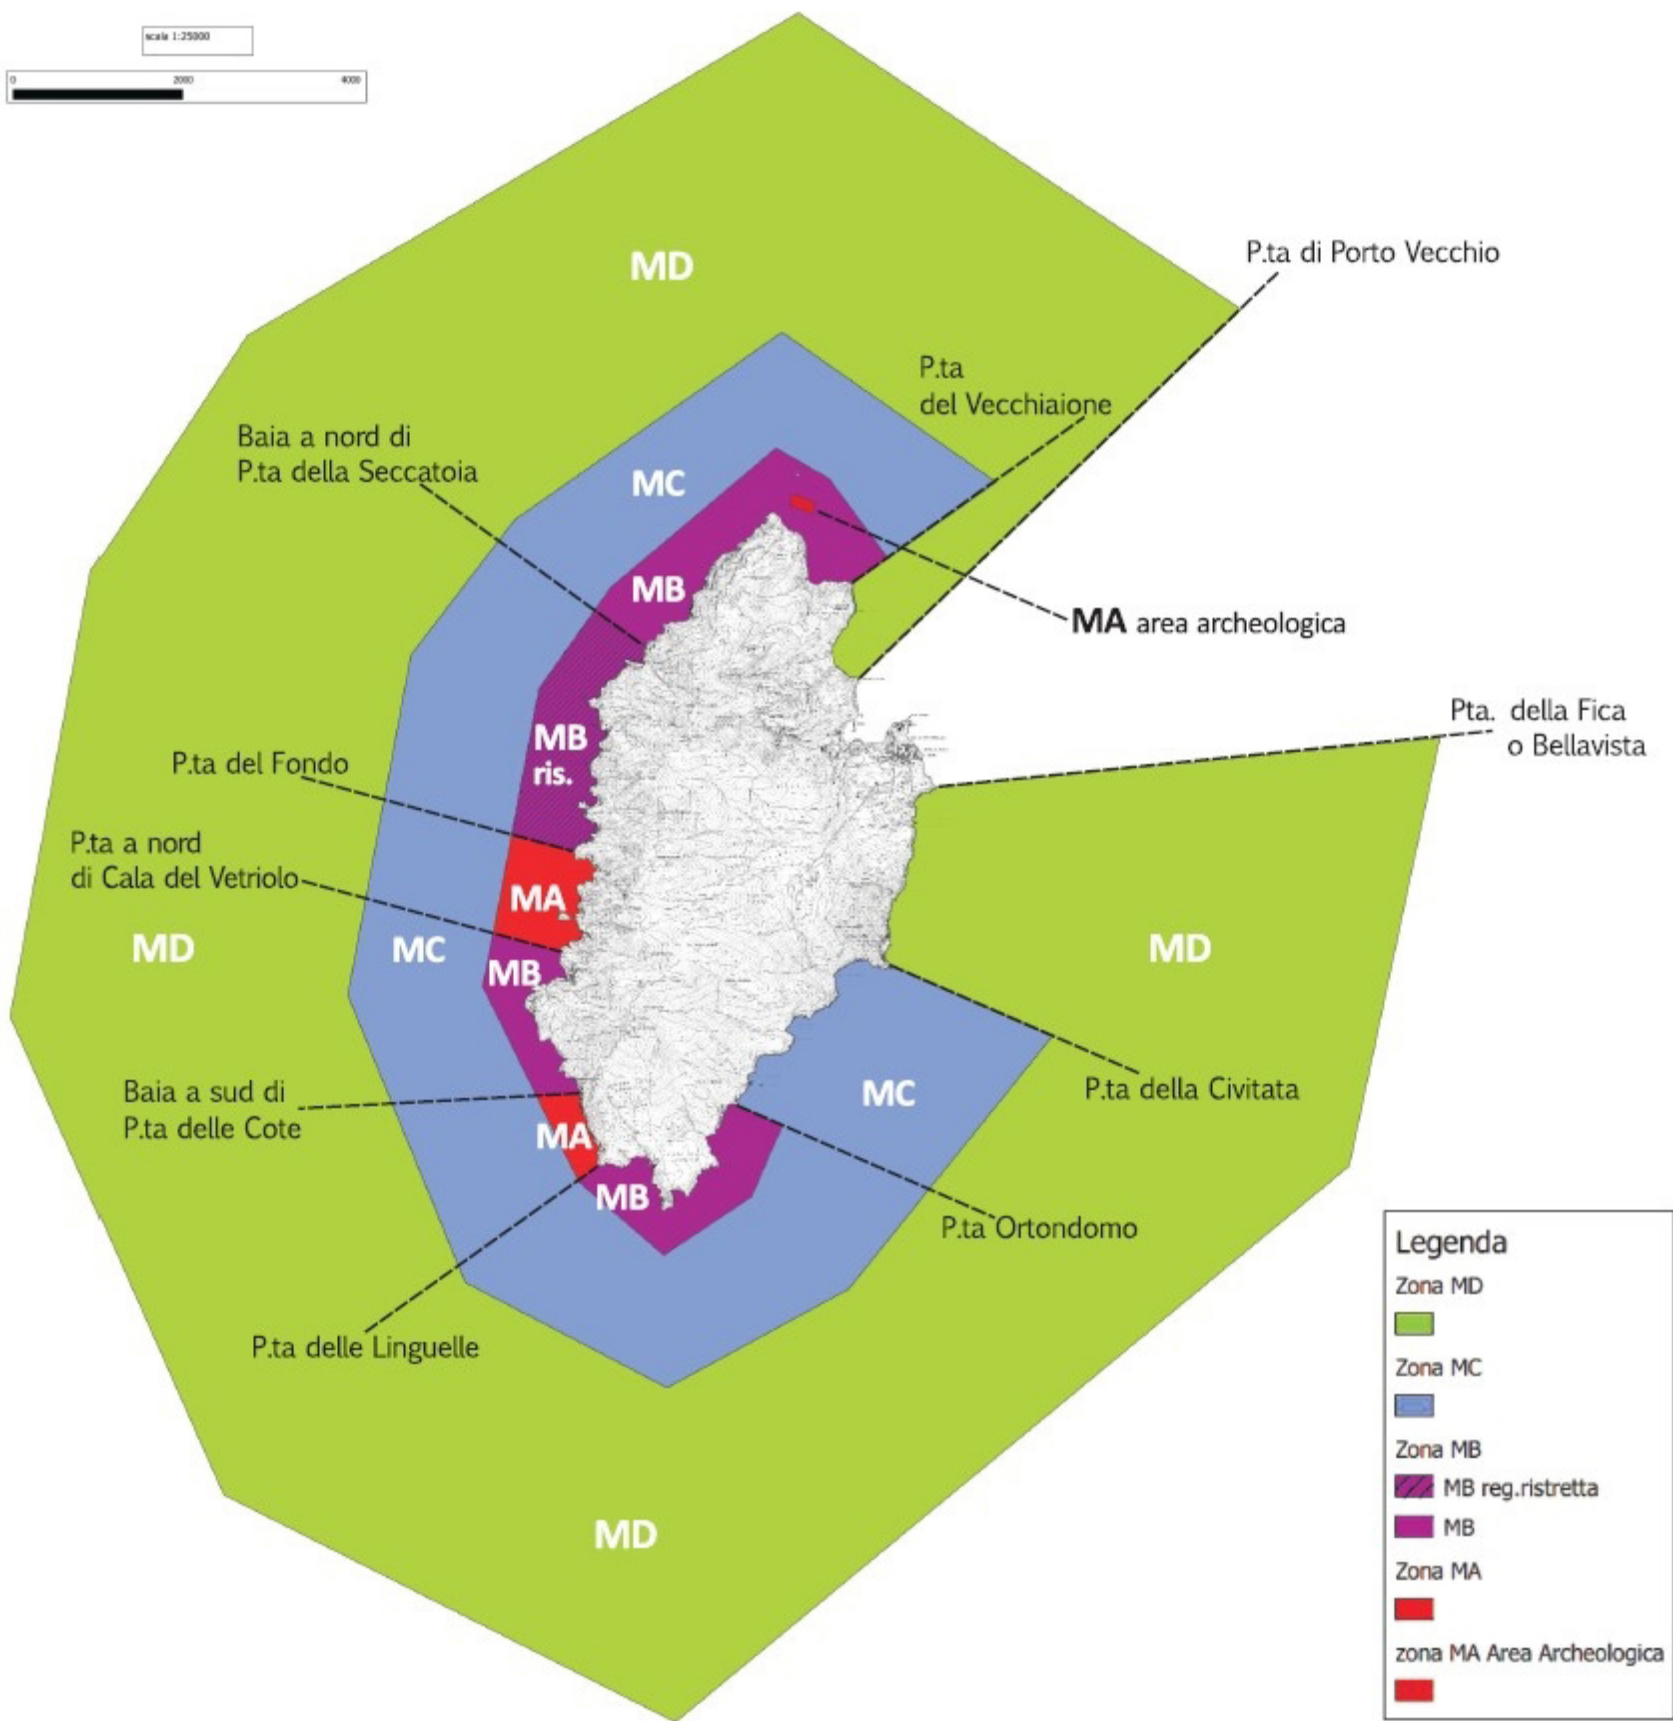 scala 1:25000
0 2000 4000
MD
P.ta di Porto Vecchio
P.ta
del Vecchiaione
Baia a nord di
P.ta della Seccatoia
MC
MB
MA area archeologica
Pta. della Fica
o Bellavista
MB
ris.
P.ta del Fondo
P.ta a nord
di Cala del Vetriolo
MA
MD
MC
MB
MD
Baia a sud di
P.ta delle Cote
MC
P.ta della Civitata
MA
MB
P.ta Ortondomo
P.ta delle Linguelle
MD
Legenda
Zona MD
Zona MC
Zona MB
MB reg.ristretta
MB
Zona MA
zona MA Area Archeologica